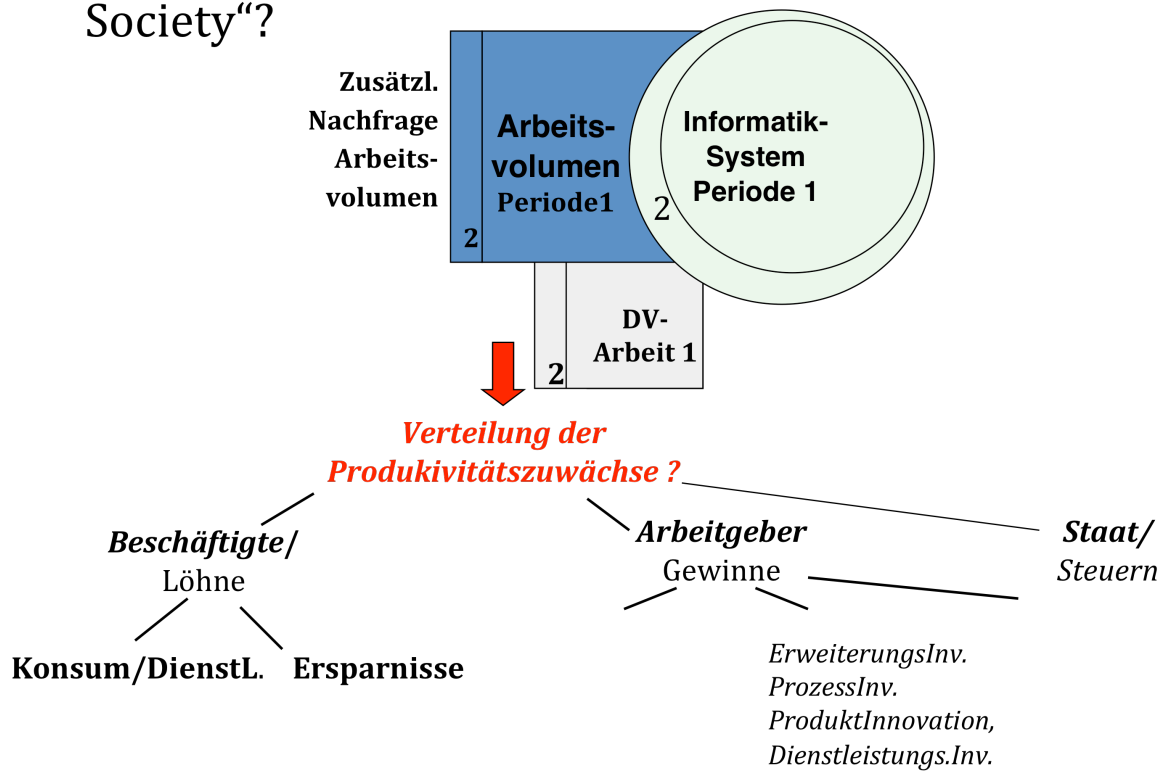 Society“?
Zusätzl.
Nachfrage
Arbeits-
volumen
2
Arbeits-
volumen
Periode1
2
Informatik-
System
Periode 1
DV-
Arbeit 1
2
Verteilung der
Produkivitätszuwächse ?
Beschäftigte/
Löhne
Arbeitgeber
Gewinne
Staat/
Steuern
Konsum/DienstL.
Ersparnisse
ErweiterungsInv.
ProzessInv.
ProduktInnovation,
Dienstleistungs.Inv.